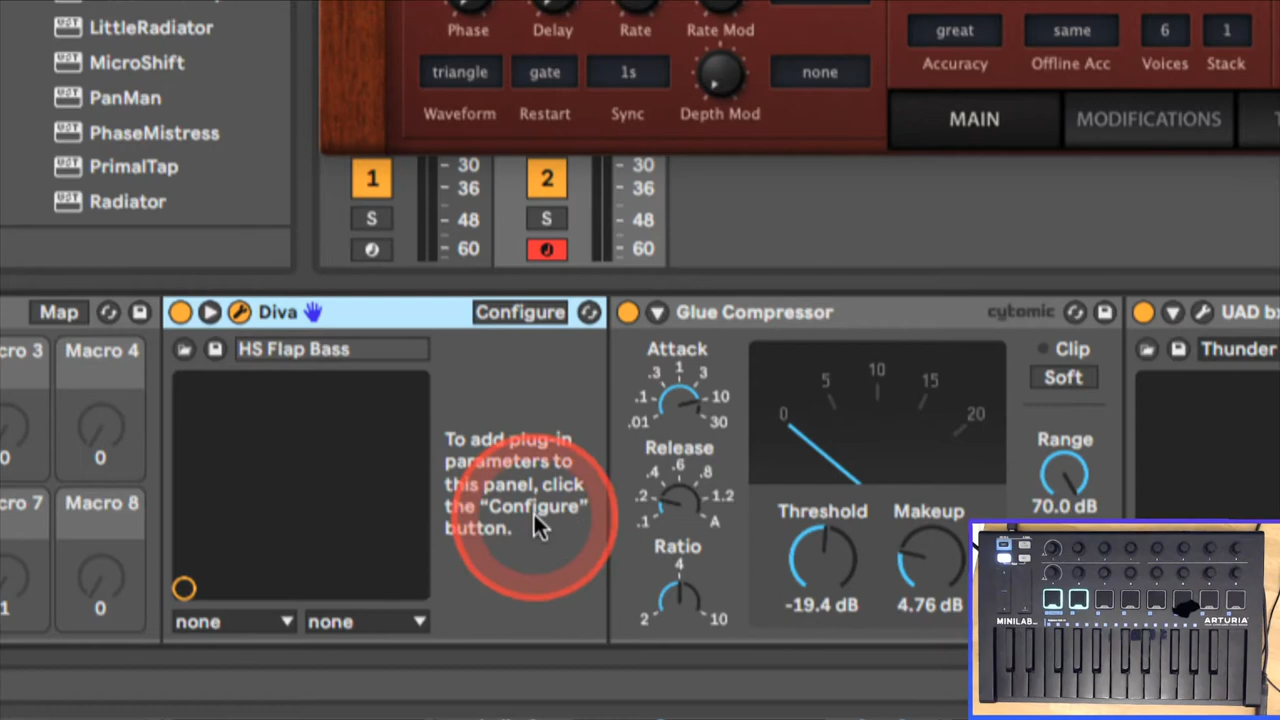 LittleRadiator
MicroShift
PanMan
PhaseMistress
PrimalTap
Radiator
Phase Delay Rate Rate Mod
triangle gate 1s none
Waveform Restart Sync Depth Mod
great same 6 1
Accuracy Offline Acc Voices Stack
MAIN MODIFICATIONS
1 30 2 30
36 36
S 48 S 48
60 60
Map Diva Configure Glue Compressor cytomic UAD bx
cro 3 Macro 4
0 0
cro 7 Macro 8
1 0
HS Flap Bass
To add plug-in
parameters to
this panel, click
the “Configure”
button.
none none
Attack
.01 .1 .3 1 3 10 30
Release
.1 .2 .4 .6 .8 1.2 A
Ratio
2 4 10
0 5 10 15 20
Threshold Makeup
-19.4 dB 4.76 dB
Clip
Soft
Range
70.0 dB
Thunder
MINILAB ARTURIA